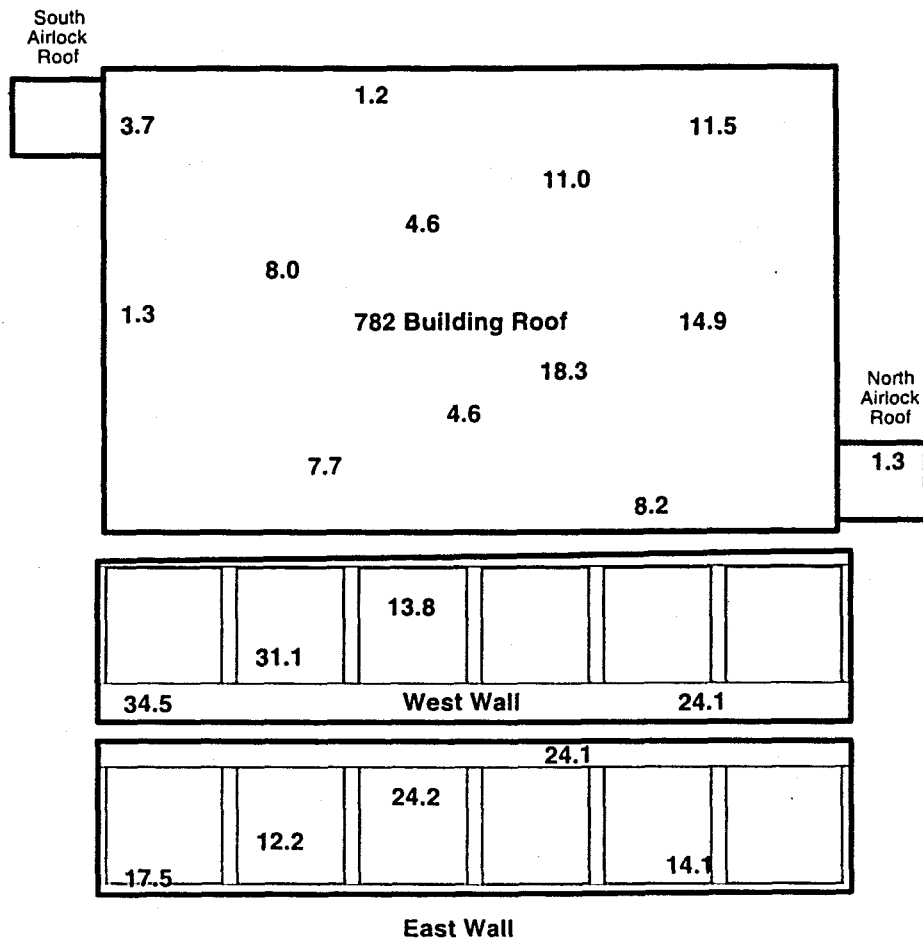 South
Airlock
Roof
1.2
3.7
11.5
11.0
4.6
8.0
1.3
782 Building Roof
14.9
18.3
North
Airlock
Roof
4.6
1.3
7.7
8.2
13.8
31.1
34.5
West Wall
24.1
24.1
24.2
12.2
14.1
17.5
East Wall